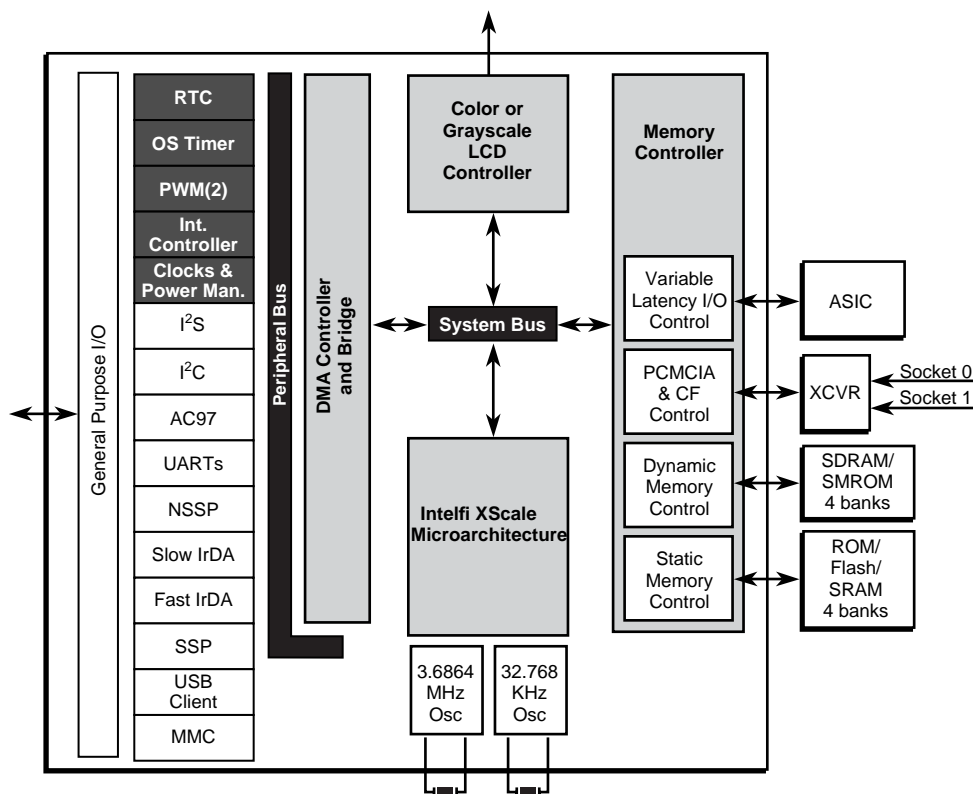 General Purpose I/O
RTC
OS Timer
PWM(2)
Int.
Controller
Clocks &
Power Man.
I²S
I²C
AC97
UARTs
NSSP
Slow IrDA
Fast IrDA
SSP
USB
Client
MMC
Peripheral Bus
DMA Controller
and Bridge
Color or
Grayscale
LCD
Controller
System Bus
Intelfi XScale
Microarchitecture
3.6864
MHz
Osc
32.768
KHz
Osc
Memory
Controller
Variable
Latency I/O
Control
PCMCIA
& CF
Control
Dynamic
Memory
Control
Static
Memory
Control
ASIC
XCVR
Socket 0
Socket 1
SDRAM/
SMROM
4 banks
ROM/
Flash/
SRAM
4 banks